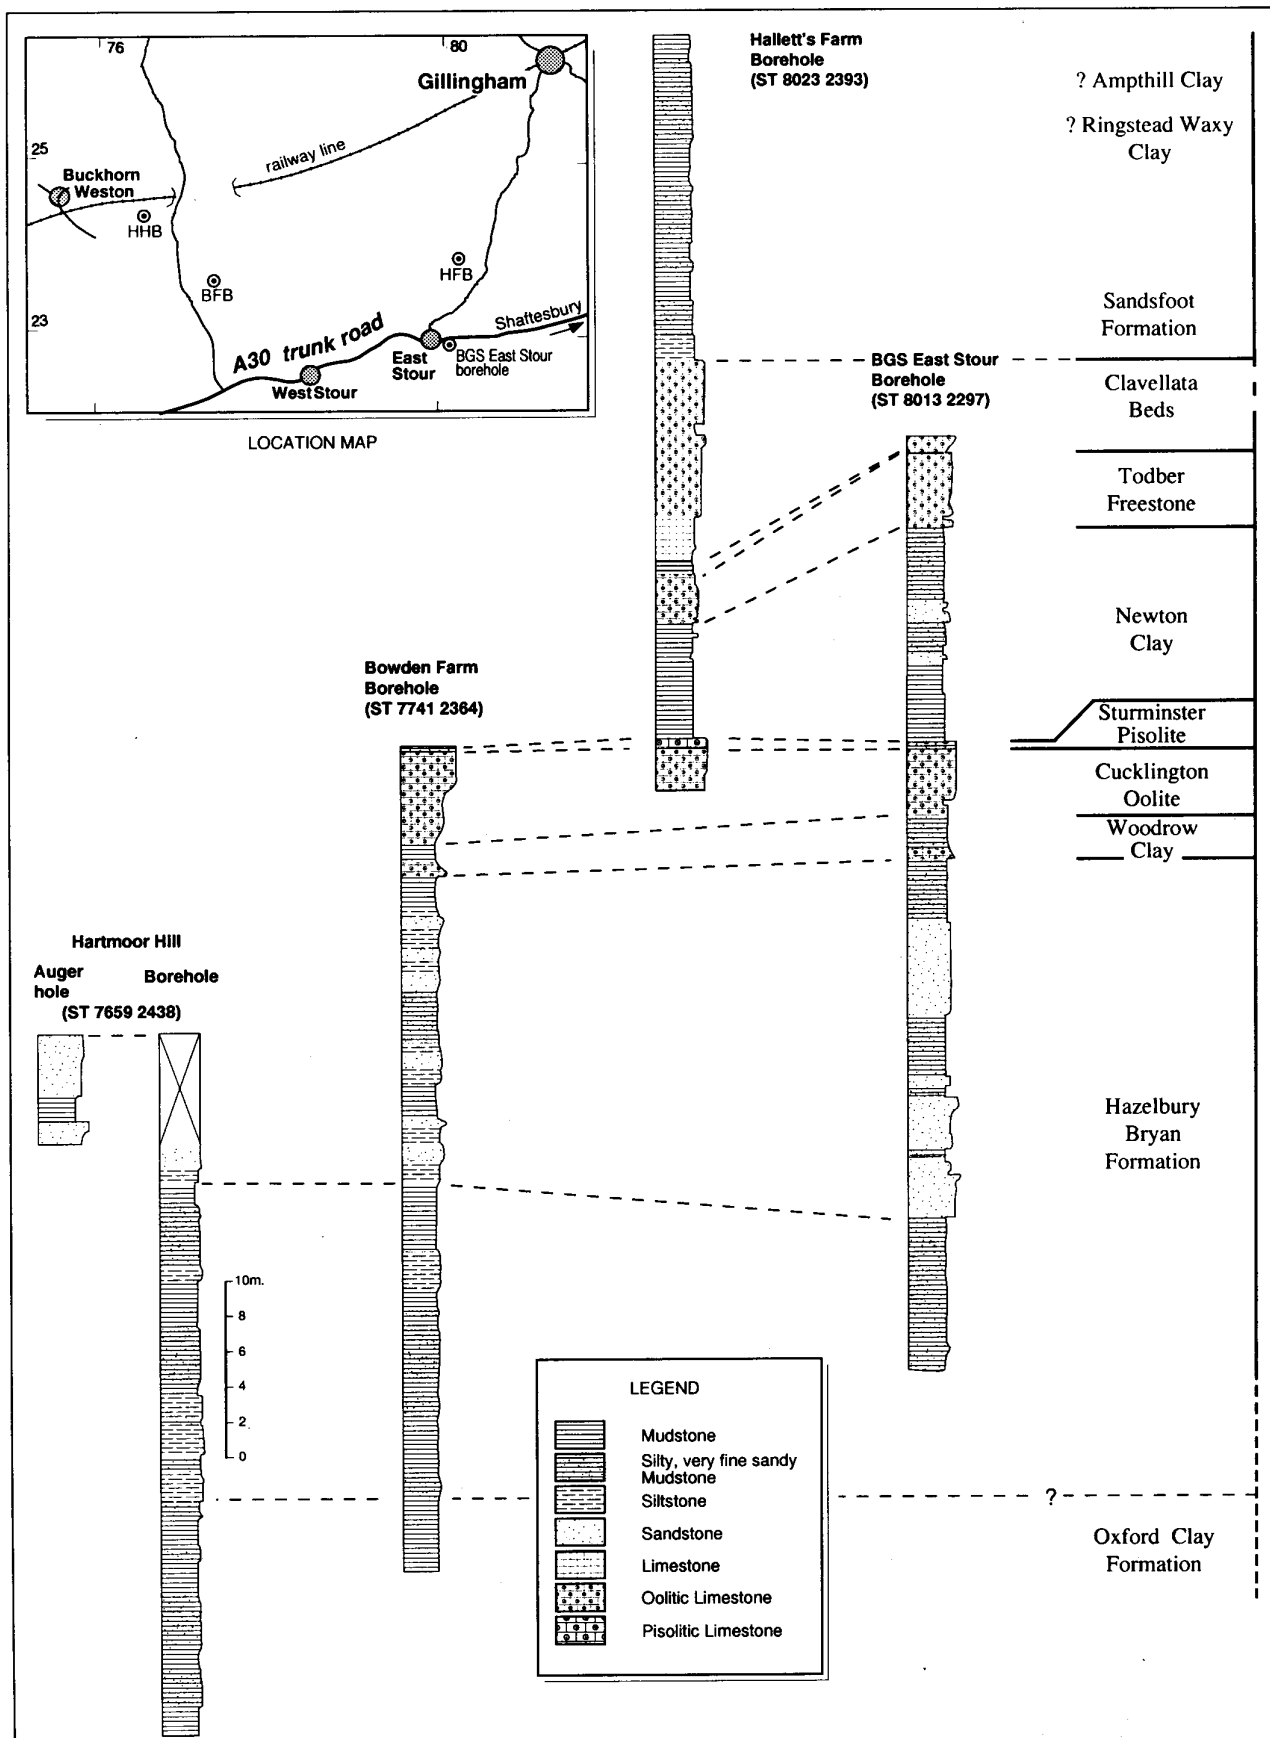 76
80
Gillingham
25
railway line
Buckhorn
Weston
HHB
HFB
BFB
23
Shaftesbury
A30 trunk road
East
Stour
BGS East Stour
borehole
West Stour
LOCATION MAP
Hallett's Farm
Borehole
(ST 8023 2393)
? Ampthill Clay
? Ringstead Waxy
Clay
Sandsfoot
Formation
BGS East Stour
Borehole
(ST 8013 2297)
Clavellata
Beds
Todber
Freestone
Newton
Clay
Bowden Farm
Borehole
(ST 7741 2364)
Sturminster
Pisolite
Cucklington
Oolite
Woodrow
Clay
Hartmoor Hill
Auger
hole
Borehole
(ST 7659 2438)
Hazelbury
Bryan
Formation
10m.
8
6
4
2
0
LEGEND
Mudstone
Silty, very fine sandy
Mudstone
Siltstone
Sandstone
Limestone
Oolitic Limestone
Pisolitic Limestone
?
Oxford Clay
Formation